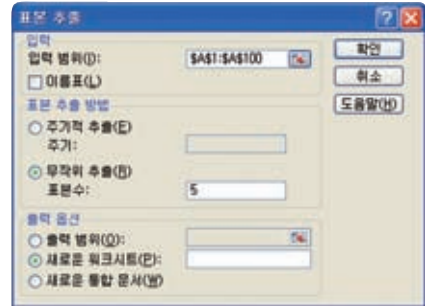 표본 추출
입력
입력 범위(I): $A$1:$A$100
이름표(L)
표본 추출 방법
주기적 추출(E)
주기:
무작위 추출(R)
표본수: 5
출력 옵션
출력 범위(O):
새로운 워크시트(P):
새로운 통합 문서(W)
확인
취소
도움말(H)